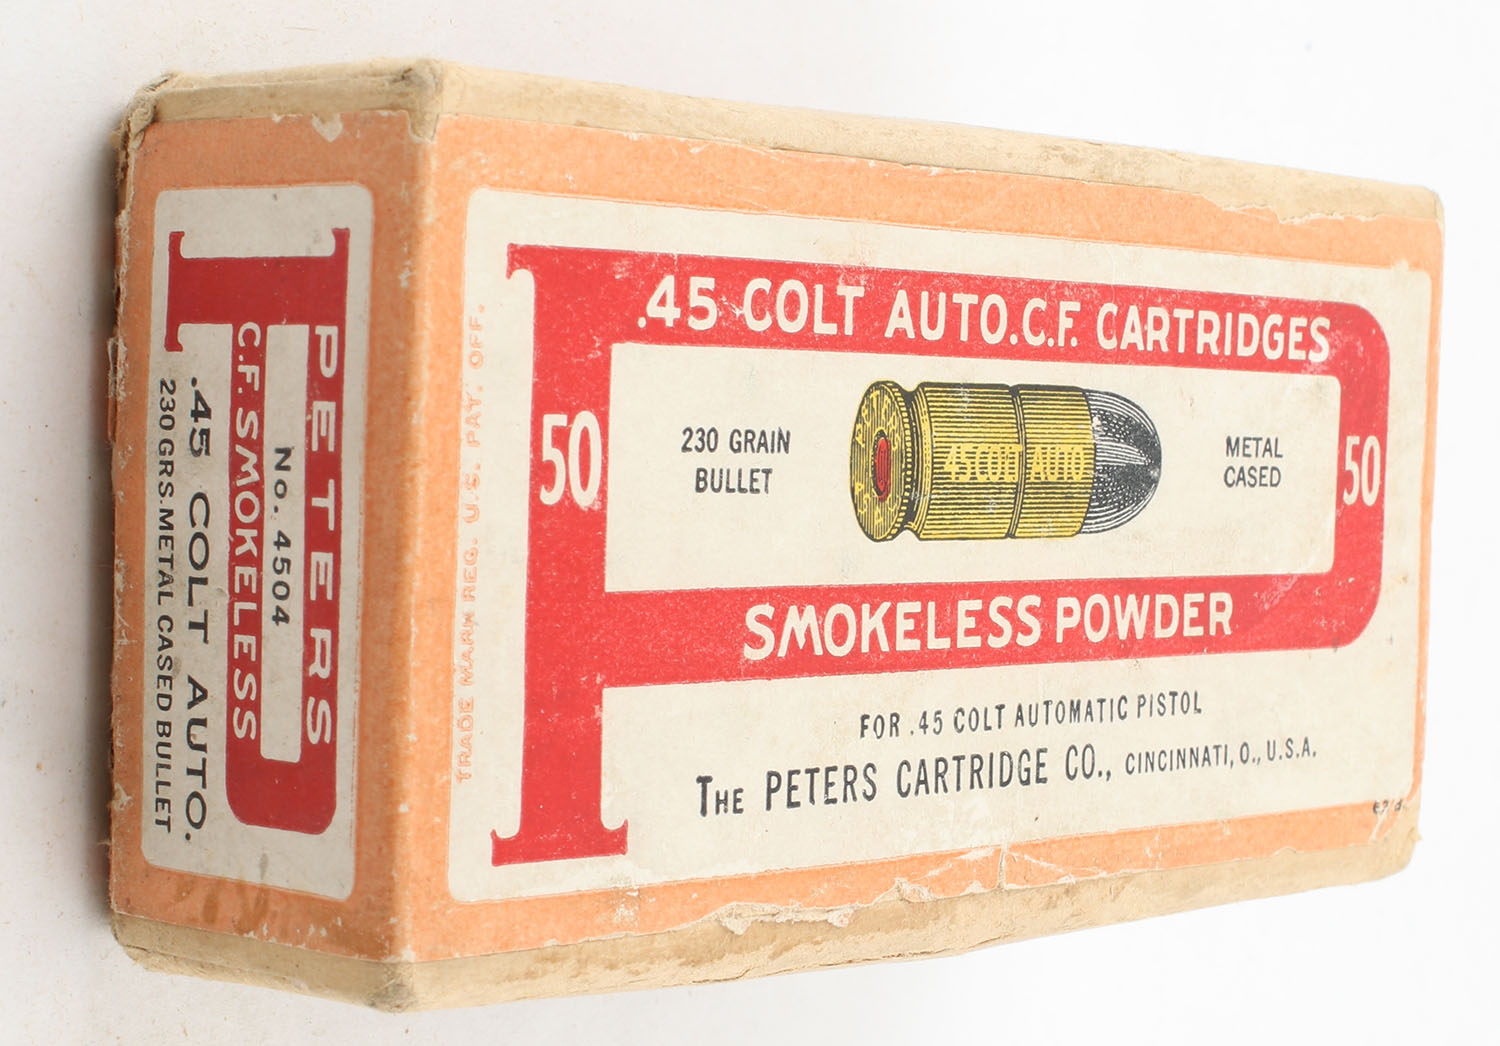 PETERS
No. 4504
C.F. SMOKELESS
.45 COLT AUTO.
230 GRS. METAL CASED BULLET
TRADE MARK REG. U.S. PAT. OFF.
.45 COLT AUTO. C.F. CARTRIDGES
50
230 GRAIN
BULLET
45 COLT AUTO
METAL
CASED
50
SMOKELESS POWDER
FOR .45 COLT AUTOMATIC PISTOL
THE PETERS CARTRIDGE CO., CINCINNATI, O., U.S.A.